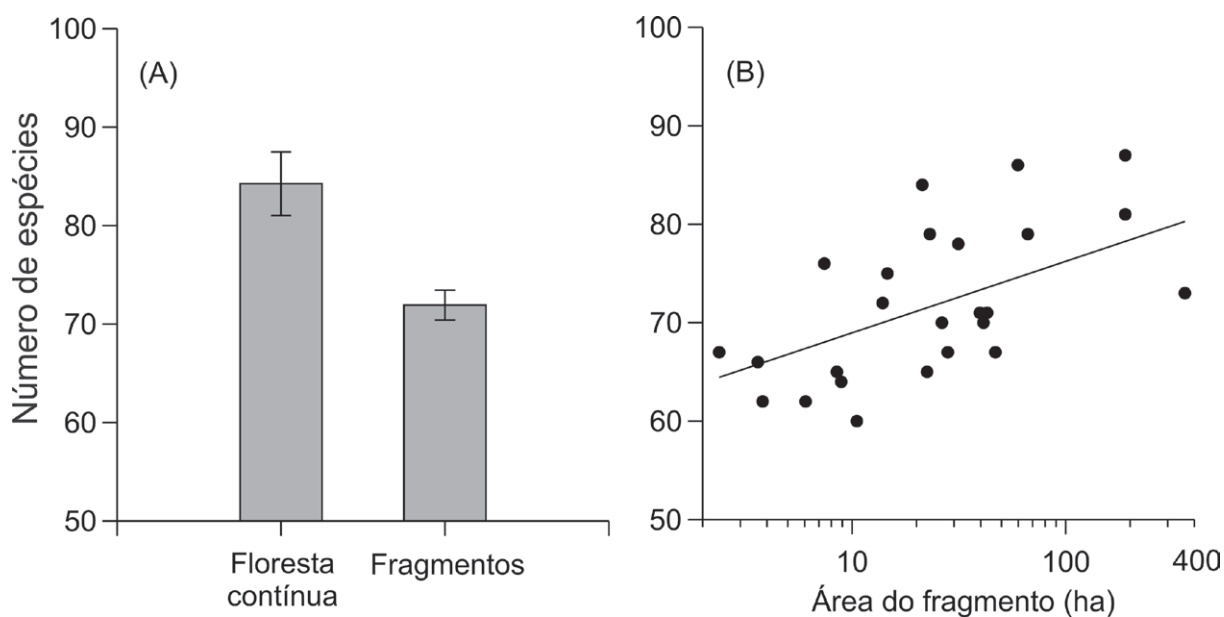 (A)
Número de espécies
100
90
80
70
60
50
Floresta
contínua
Fragmentos
(B)
100
90
80
70
60
50
10
100
400
Área do fragmento (ha)